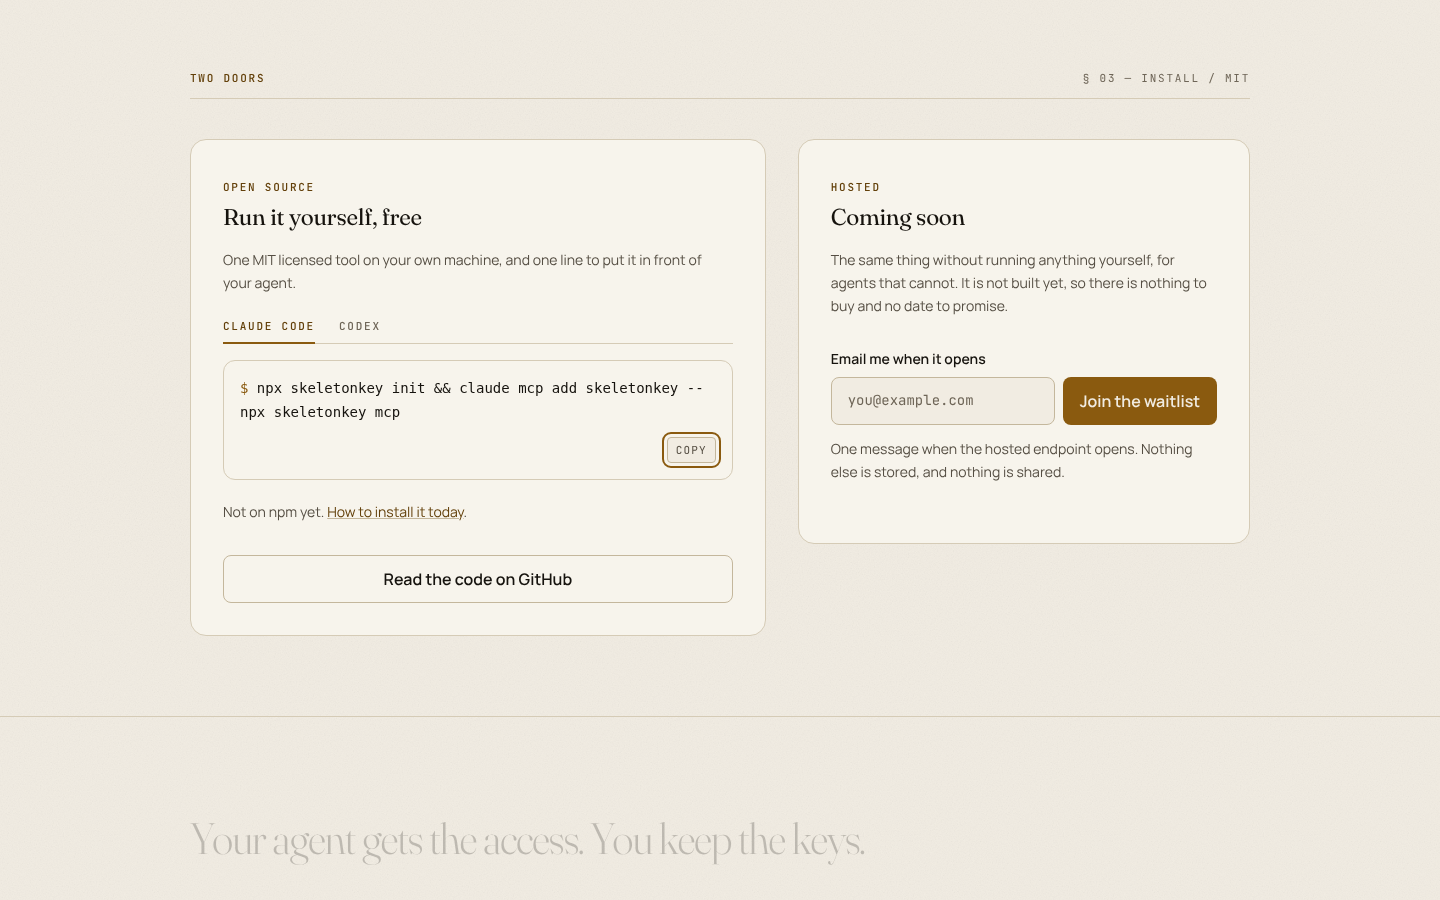 TWO DOORS
§ 03 — INSTALL / MIT
OPEN SOURCE
Run it yourself, free
One MIT licensed tool on your own machine, and one line to put it in front of
your agent.
CLAUDE CODE
CODEX
$ npx skeletonkey init && claude mcp add skeletonkey --
npx skeletonkey mcp
COPY
Not on npm yet. How to install it today.
Read the code on GitHub
HOSTED
Coming soon
The same thing without running anything yourself, for
agents that cannot. It is not built yet, so there is nothing to
buy and no date to promise.
Email me when it opens
you@example.com
Join the waitlist
One message when the hosted endpoint opens. Nothing
else is stored, and nothing is shared.
Your agent gets the access. You keep the keys.